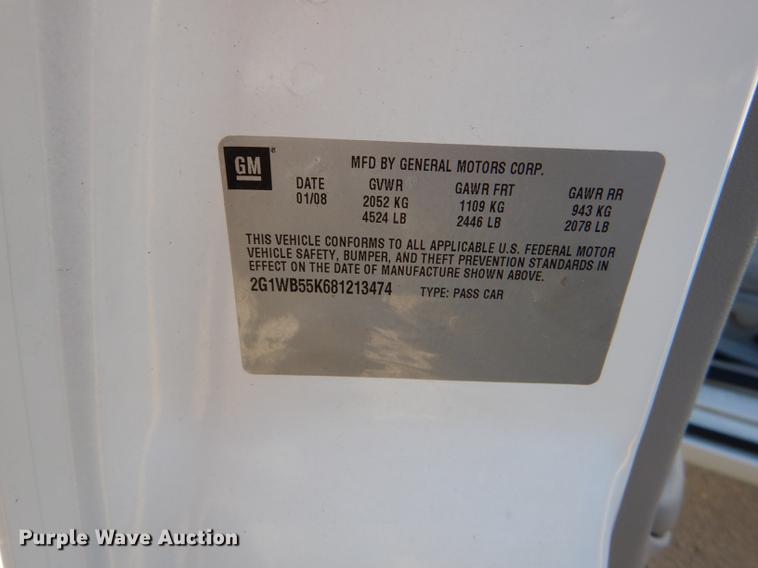 GM
MFD BY GENERAL MOTORS CORP.
DATE GVWR GAWR FRT GAWR RR
01/08 2052 KG 1109 KG 943 KG
4524 LB 2446 LB 2078 LB
THIS VEHICLE CONFORMS TO ALL APPLICABLE U.S. FEDERAL MOTOR
VEHICLE SAFETY, BUMPER, AND THEFT PREVENTION STANDARDS IN
EFFECT ON THE DATE OF MANUFACTURE SHOWN ABOVE.
2G1WB55K681213474 TYPE: PASS CAR
Purple Wave Auction